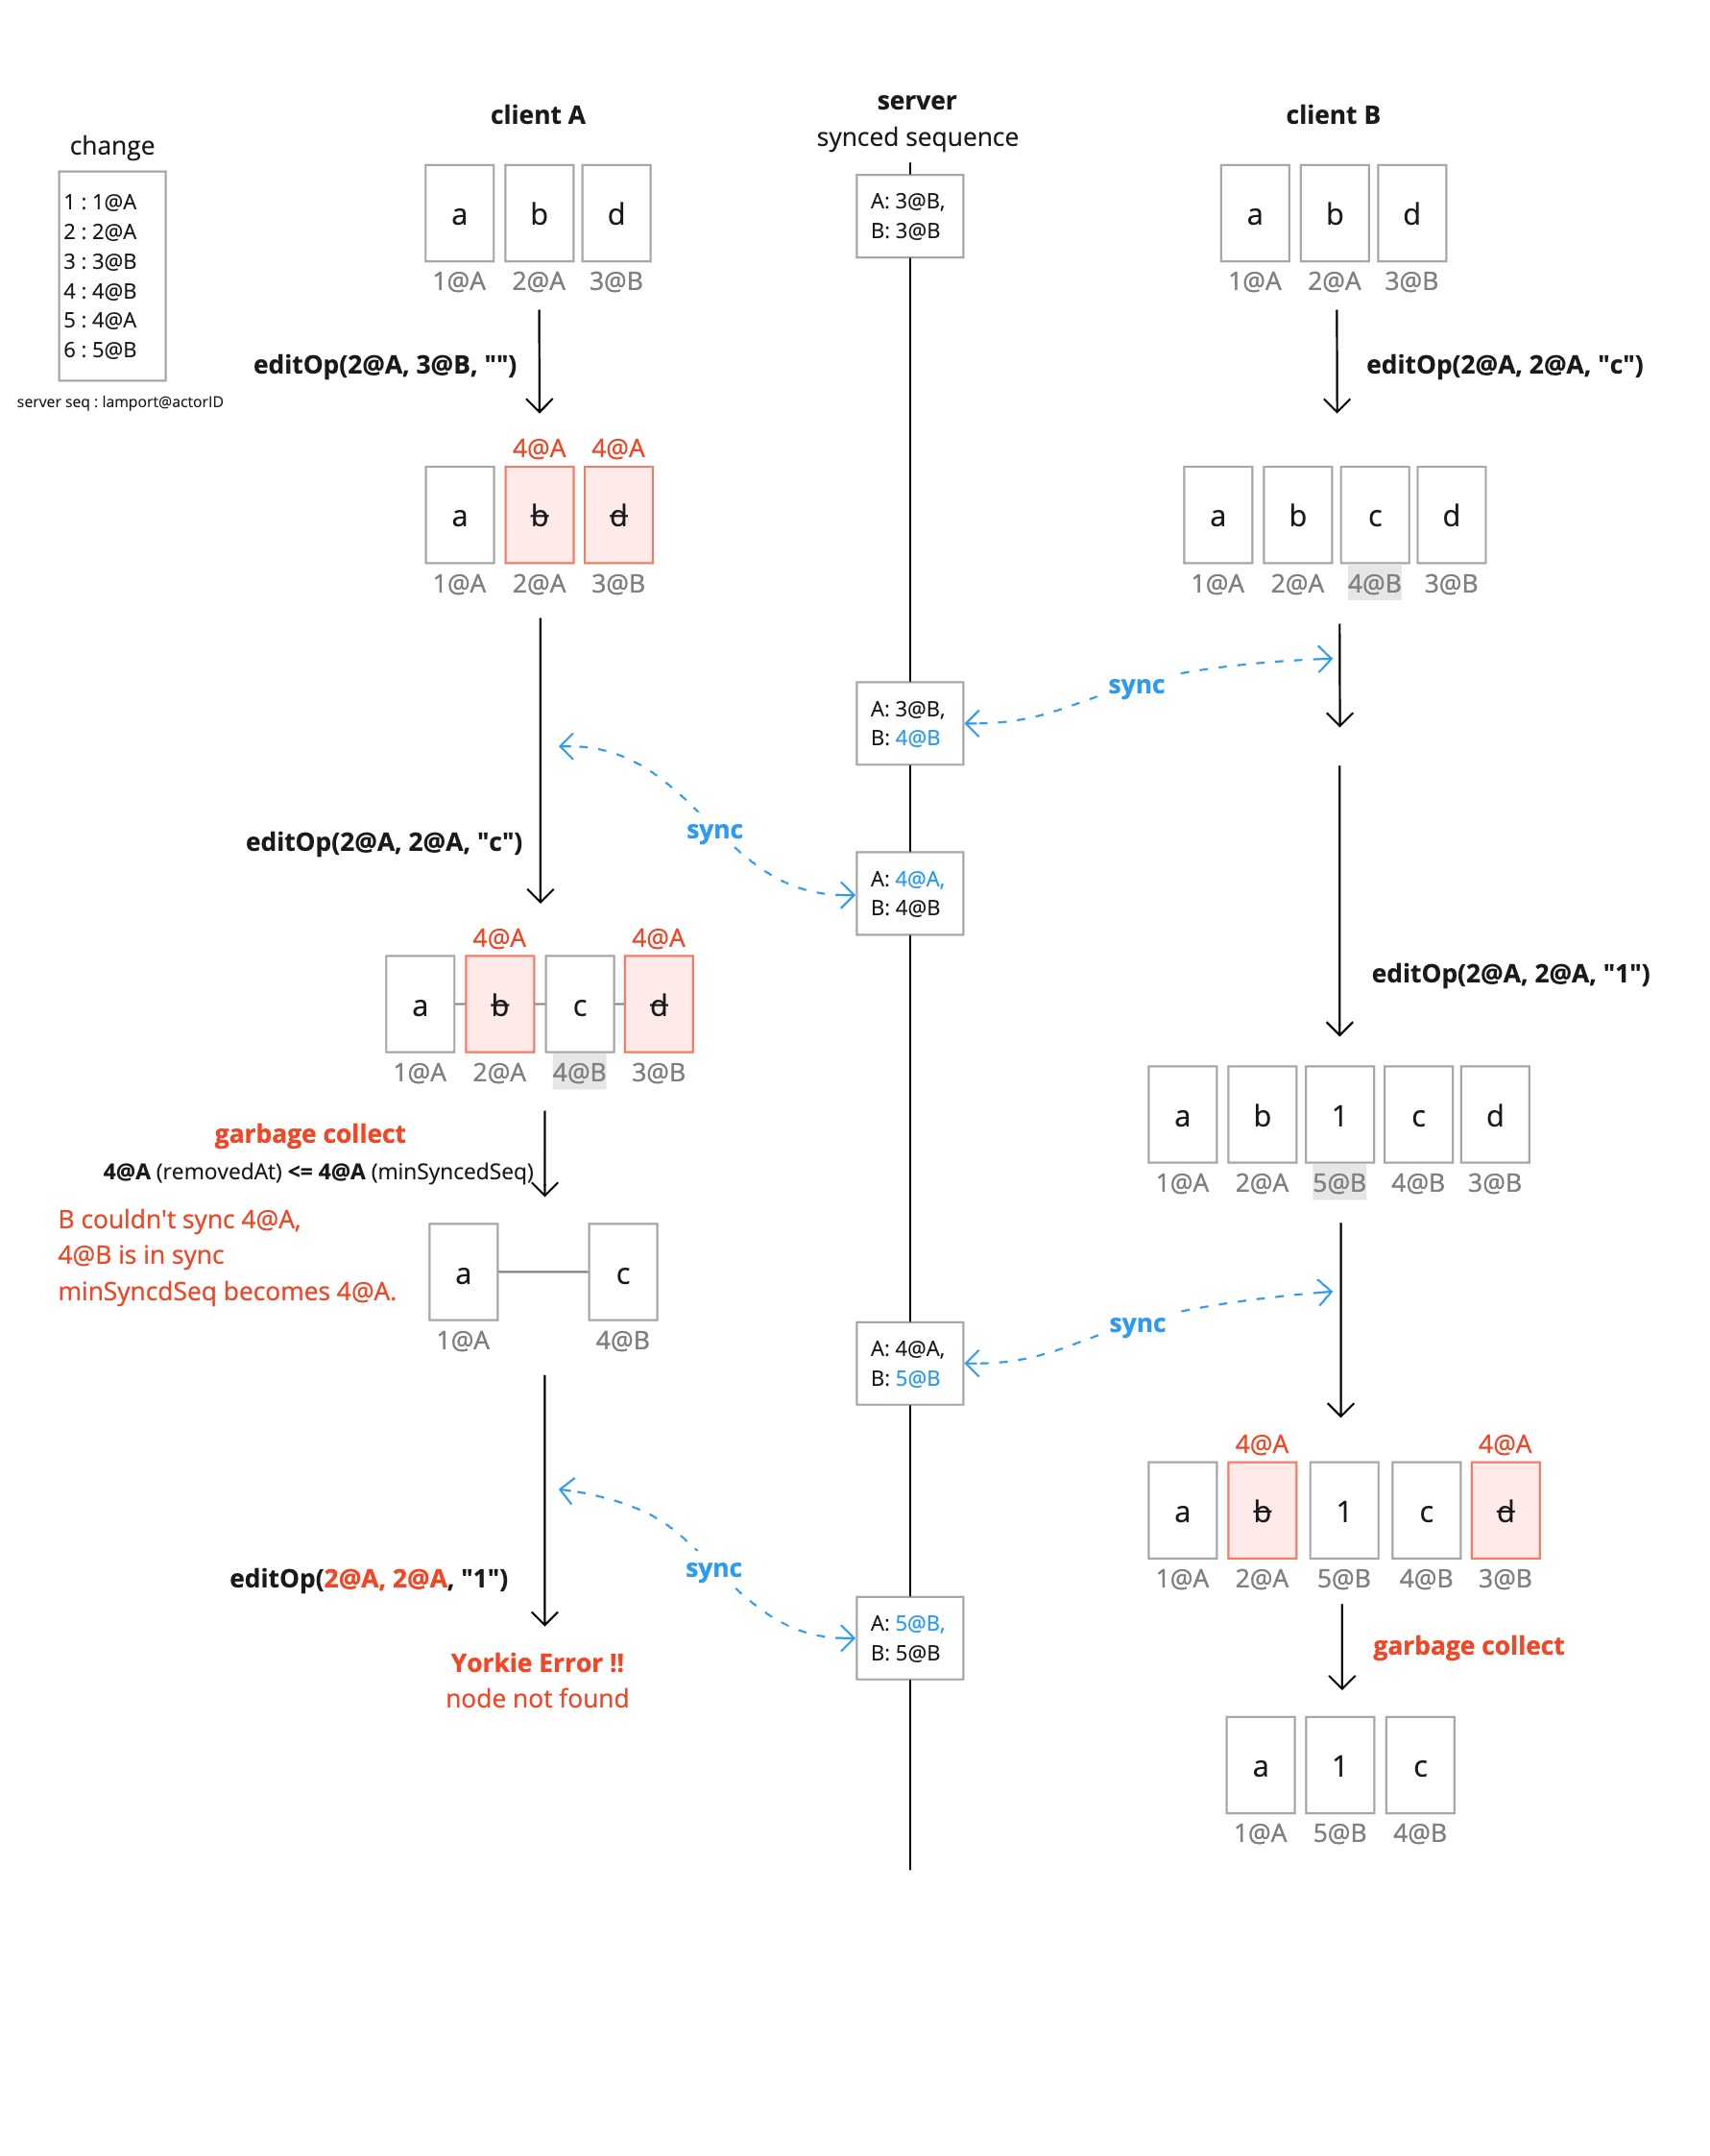 server
synced sequence
client A
client B
change
1 : 1@A
2 : 2@A
3 : 3@B
4 : 4@B
5 : 4@A
6 : 5@B
server seq : lamport@actorID
a b d
1@A 2@A 3@B
A: 3@B,
B: 3@B
a b d
1@A 2@A 3@B
editOp(2@A, 3@B, "")
editOp(2@A, 2@A, "c")
4@A 4@A
a b d
1@A 2@A 3@B
a b c d
1@A 2@A 4@B 3@B
sync
A: 3@B,
B: 4@B
sync
editOp(2@A, 2@A, "c")
A: 4@A,
B: 4@B
4@A 4@A
a b c d
1@A 2@A 4@B 3@B
editOp(2@A, 2@A, "1")
a b 1 c d
1@A 2@A 5@B 4@B 3@B
garbage collect
4@A (removedAt) <= 4@A (minSyncedSeq)
B couldn't sync 4@A,
4@B is in sync
minSyncdSeq becomes 4@A.
a c
1@A 4@B
sync
A: 4@A,
B: 5@B
4@A 4@A
a b 1 c d
1@A 2@A 5@B 4@B 3@B
sync
editOp(2@A, 2@A, "1")
A: 5@B,
B: 5@B
Yorkie Error !!
node not found
garbage collect
a 1 c
1@A 5@B 4@B